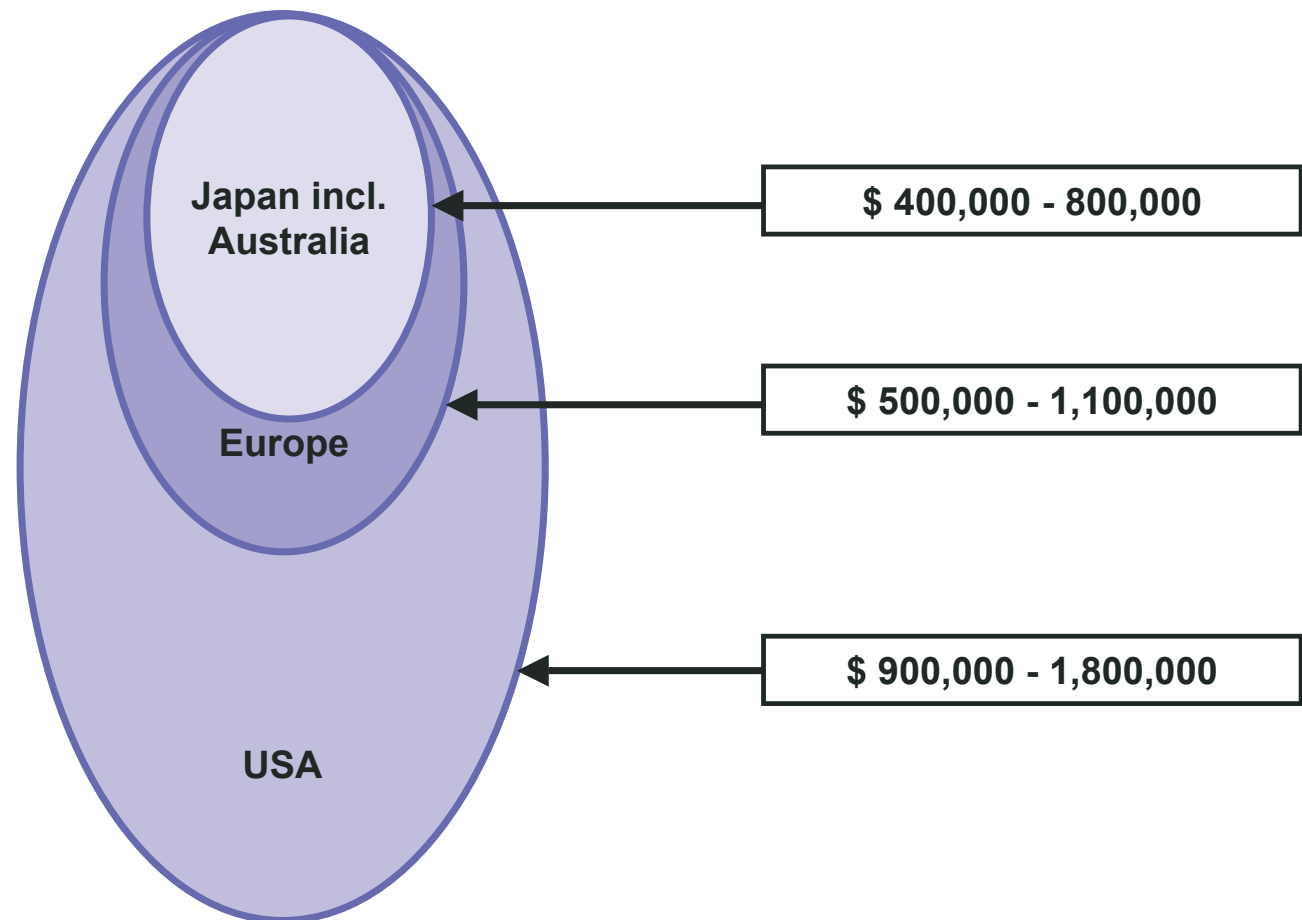 Japan incl.
Australia
$ 400,000 - 800,000
$ 500,000 - 1,100,000
Europe
$ 900,000 - 1,800,000
USA